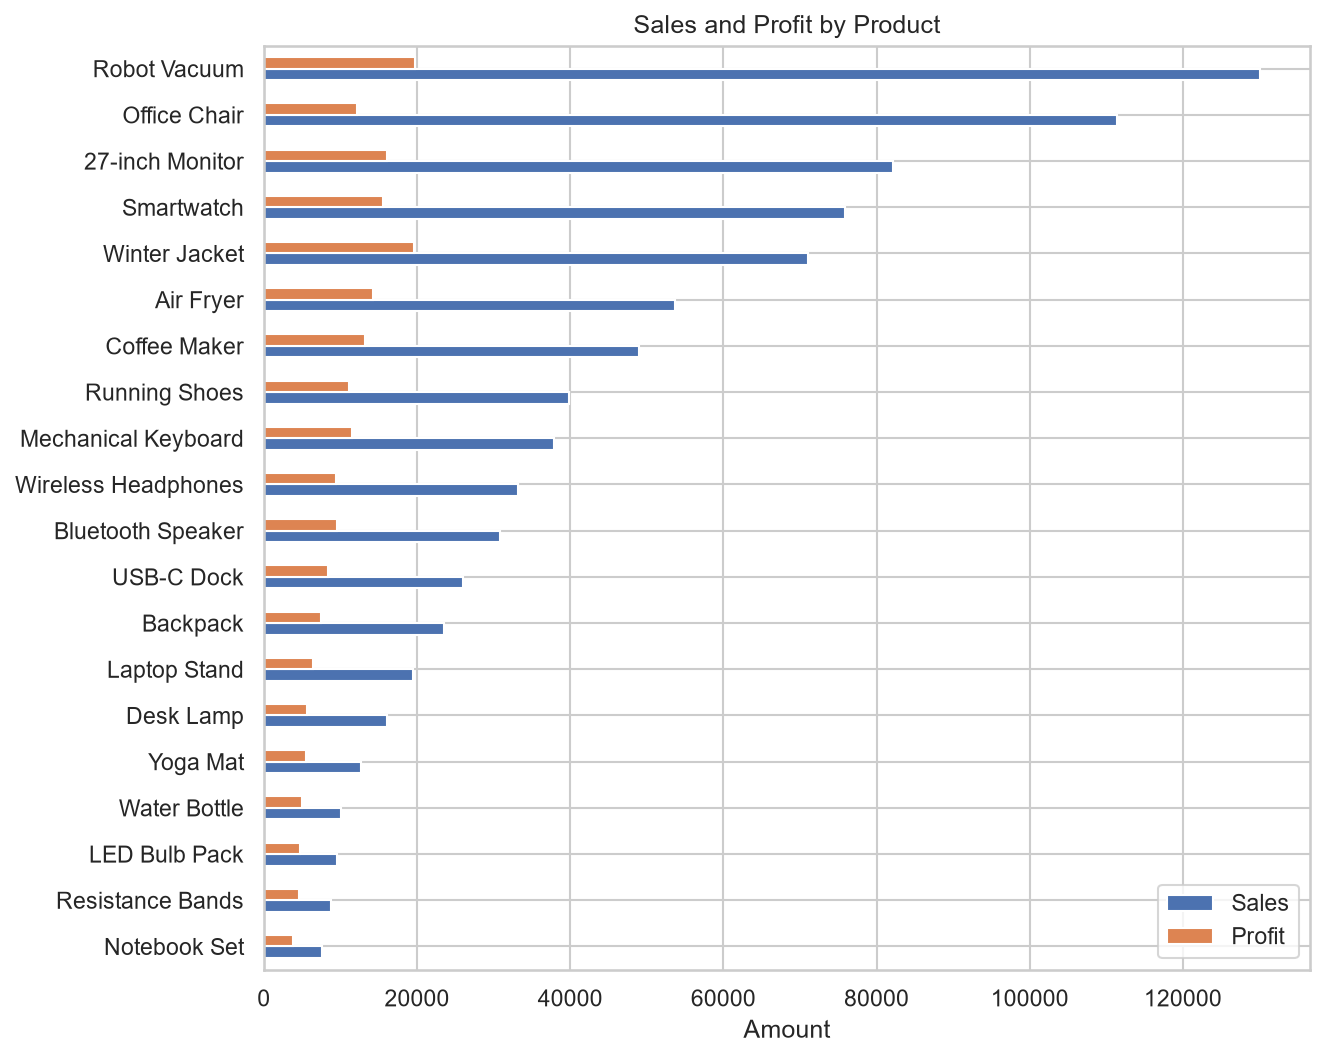 Sales and Profit by Product
Robot Vacuum
Office Chair
27-inch Monitor
Smartwatch
Winter Jacket
Air Fryer
Coffee Maker
Running Shoes
Mechanical Keyboard
Wireless Headphones
Bluetooth Speaker
USB-C Dock
Backpack
Laptop Stand
Desk Lamp
Yoga Mat
Water Bottle
LED Bulb Pack
Resistance Bands
Notebook Set
Sales
Profit
0 20000 40000 60000 80000 100000 120000
Amount